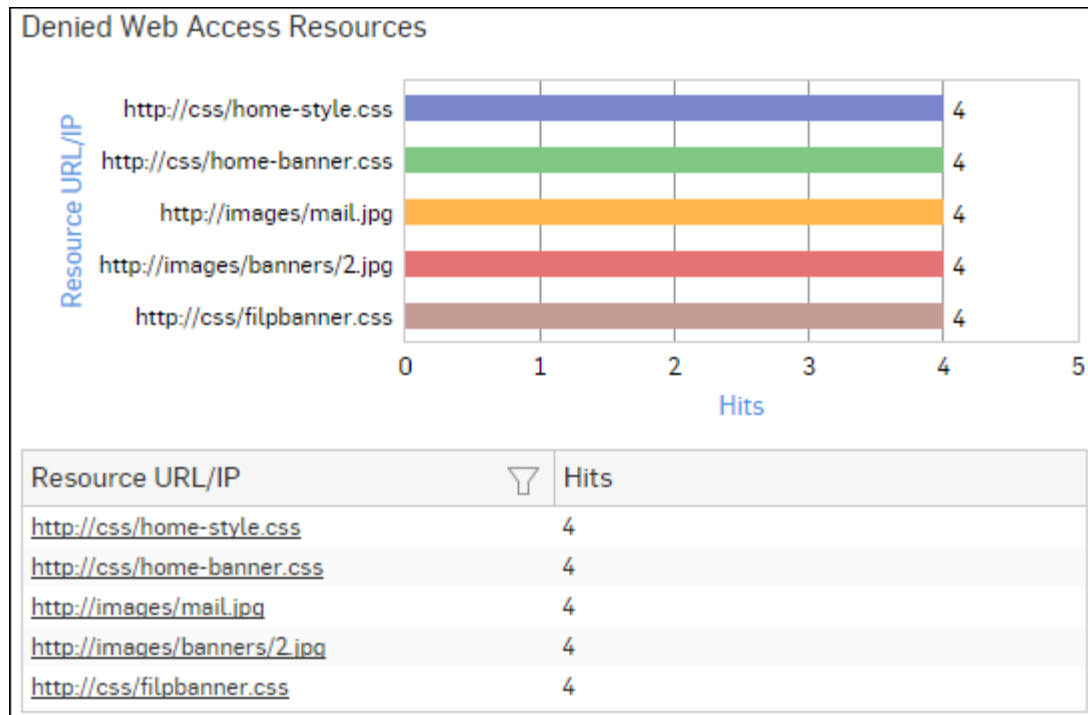 Denied Web Access Resources
Resource URL/IP
http://css/home-style.css 4
http://css/home-banner.css 4
http://images/mail.jpg 4
http://images/banners/2.jpg 4
http://css/filpbanner.css 4
0 1 2 3 4 5
Hits
Resource URL/IP Hits
http://css/home-style.css 4
http://css/home-banner.css 4
http://images/mail.jpg 4
http://images/banners/2.jpg 4
http://css/filpbanner.css 4